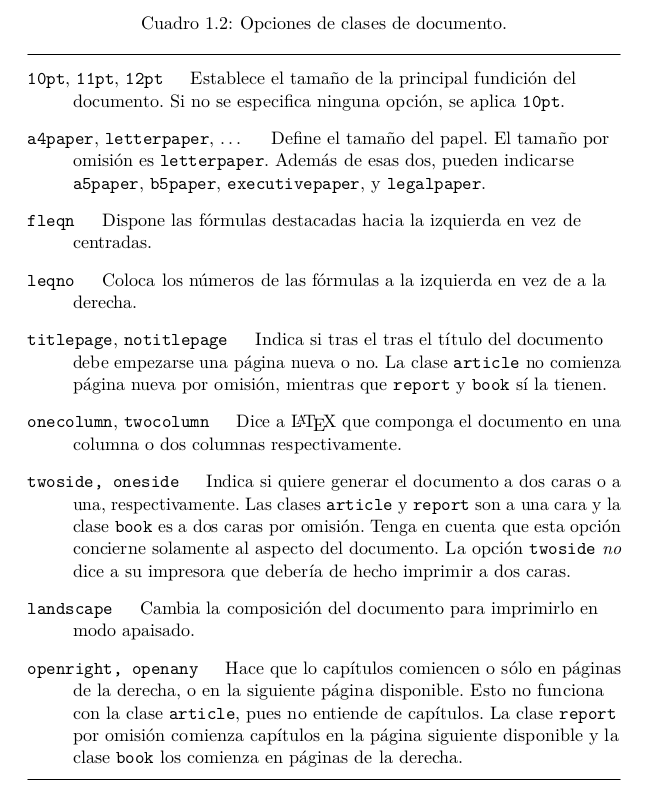 Cuadro 1.2: Opciones de clases de documento.
10pt, 11pt, 12pt Establece el tamaño de la principal fundición del
documento. Si no se especifica ninguna opción, se aplica 10pt.
a4paper, letterpaper, ... Define el tamaño del papel. El tamaño por
omisión es letterpaper. Además de esas dos, pueden indicarse
a5paper, b5paper, executivepaper, y legalpaper.
fleqn Dispone las fórmulas destacadas hacia la izquierda en vez de
centradas.
leqno Coloca los números de las fórmulas a la izquierda en vez de a la
derecha.
titlepage, notitlepage Indica si tras el tras el título del documento
debe empezarse una página nueva o no. La clase article no comienza
página nueva por omisión, mientras que report y book sí la tienen.
onecolumn, twocolumn Dice a LATEX que componga el documento en una
columna o dos columnas respectivamente.
twoside, oneside Indica si quiere generar el documento a dos caras o a
una, respectivamente. Las clases article y report son a una cara y la
clase book es a dos caras por omisión. Tenga en cuenta que esta opción
concierne solamente al aspecto del documento. La opción twoside no
dice a su impresora que debería de hecho imprimir a dos caras.
landscape Cambia la composición del documento para imprimirlo en
modo apaisado.
openright, openany Hace que lo capítulos comiencen o sólo en páginas
de la derecha, o en la siguiente página disponible. Esto no funciona
con la clase article, pues no entiende de capítulos. La clase report
por omisión comienza capítulos en la página siguiente disponible y la
clase book los comienza en páginas de la derecha.